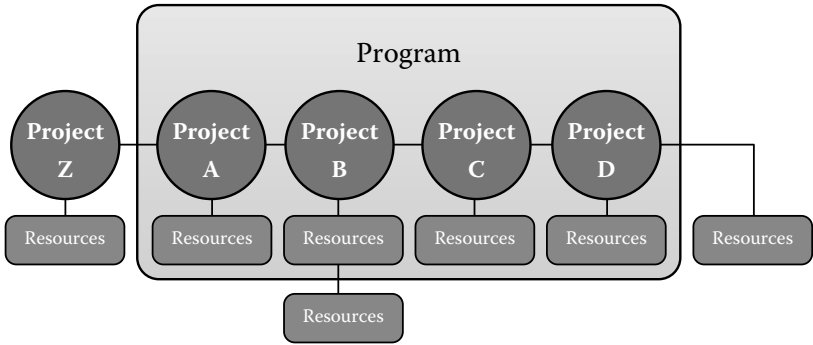 Program
Project
Z
Project
A
Project
B
Project
C
Project
D
Resources
Resources
Resources
Resources
Resources
Resources
Resources